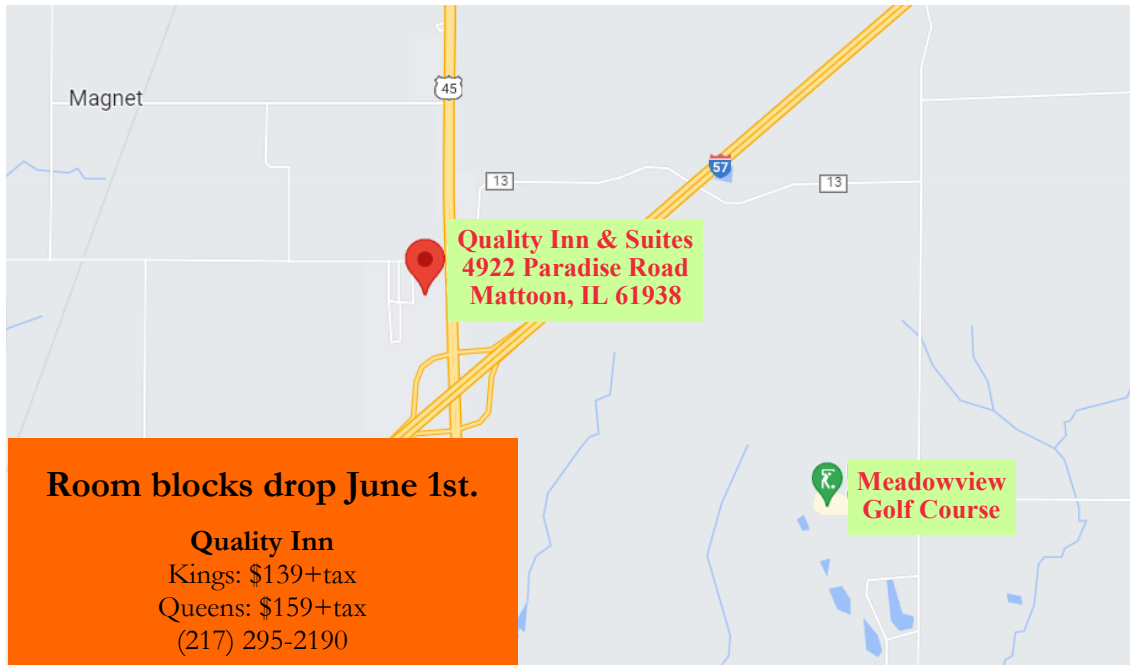 Magnet
45
57
13
13
Quality Inn & Suites
4922 Paradise Road
Mattoon, IL 61938
Meadowview
Golf Course
Room blocks drop June 1st.
Quality Inn
Kings: $139+tax
Queens: $159+tax
(217) 295-2190